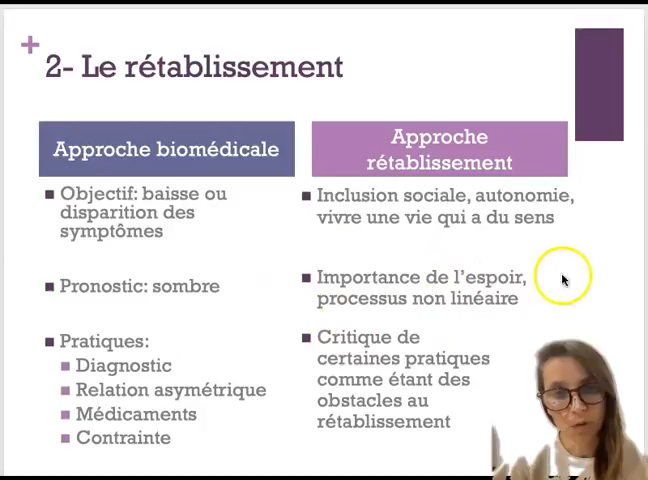 +
2- Le rétablissement
Approche biomédicale
Objectif: baisse ou
disparition des
symptômes
Pronostic: sombre
Pratiques:
Diagnostic
Relation asymétrique
Médicaments
Contrainte
Approche
rétablissement
Inclusion sociale, autonomie,
vivre une vie qui a du sens
Importance de l'espoir,
processus non linéaire
Critique de
certaines pratiques
comme étant des
obstacles au
rétablissement